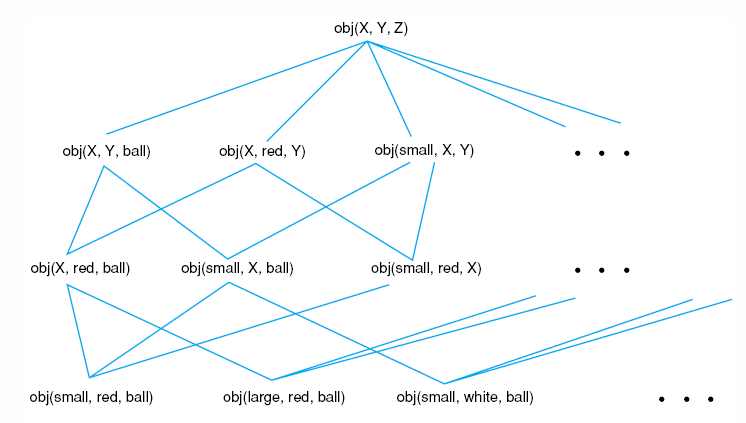 obj(X, Y, Z)
obj(X, Y, ball) obj(X, red, Y) obj(small, X, Y) • • •
obj(X, red, ball) obj(small, X, ball) obj(small, red, X) • • •
obj(small, red, ball) obj(large, red, ball) obj(small, white, ball) • • •